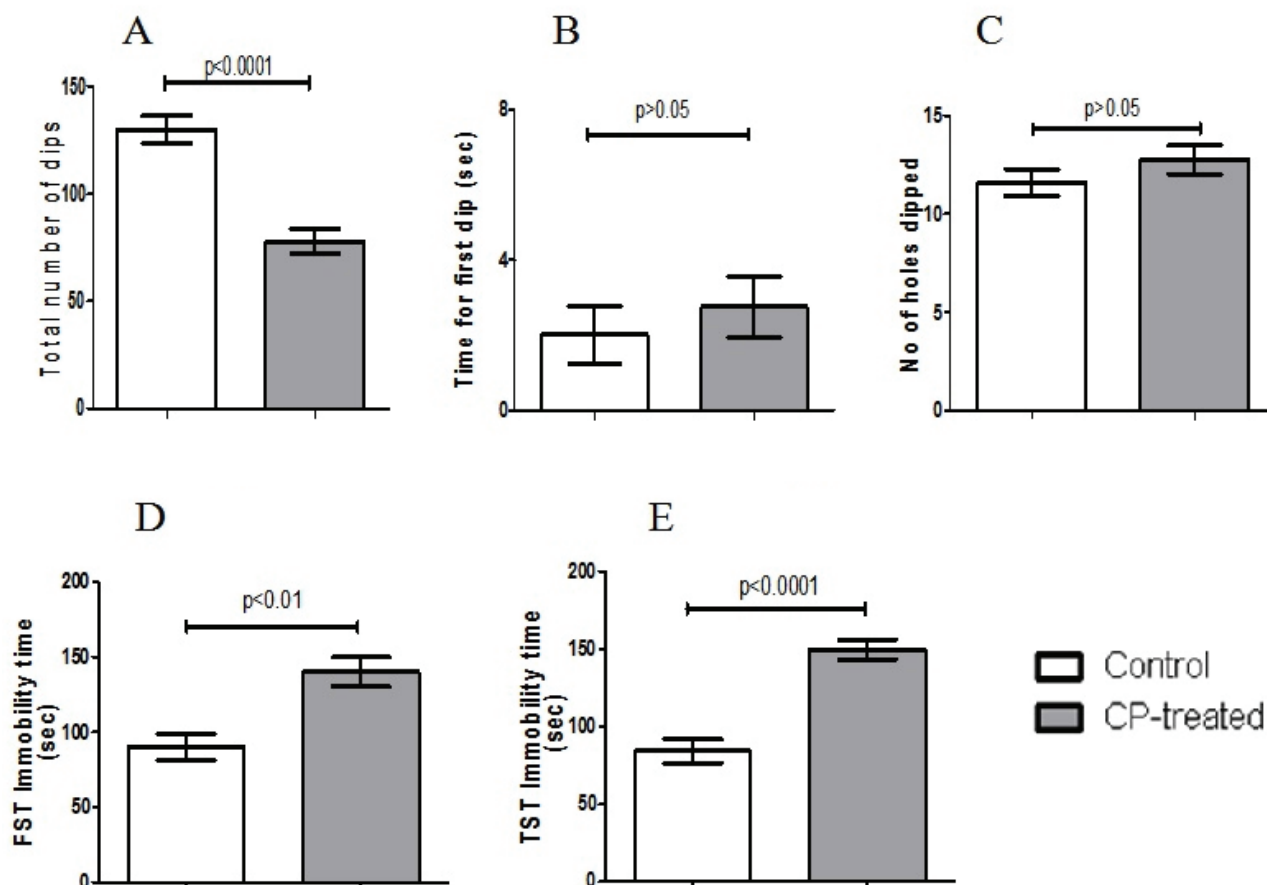 A
p<0.0001
Total number of dips
150
100
50
0
B
p>0.05
Time for first dip (sec)
8
4
0
C
p>0.05
No of holes dipped
15
10
5
0
D
p<0.01
FST Immobility time
(sec)
200
150
100
50
0
E
p<0.0001
TST Immobility time
(sec)
200
150
100
50
0
Control
CP-treated